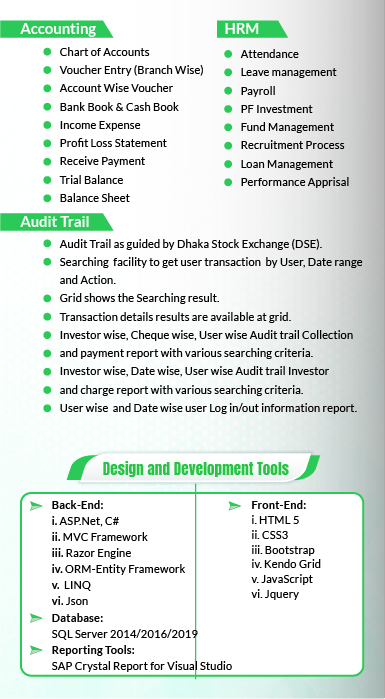 Accounting
Chart of Accounts
Voucher Entry (Branch Wise)
Account Wise Voucher
Bank Book & Cash Book
Income Expense
Profit Loss Statement
Receive Payment
Trial Balance
Balance Sheet
HRM
Attendance
Leave management
Payroll
PF Investment
Fund Management
Recruitment Process
Loan Management
Performance Apprisal
Audit Trail
Audit Trail as guided by Dhaka Stock Exchange (DSE).
Searching facility to get user transaction by User, Date range
and Action.
Grid shows the Searching result.
Transaction details results are available at grid.
Investor wise, Cheque wise, User wise Audit trail Collection
and payment report with various searching criteria.
Investor wise, Date wise, User wise Audit trail Investor
and charge report with various searching criteria.
User wise and Date wise user Log in/out information report.
Design and Development Tools
Back-End:
i. ASP.Net, C#
ii. MVC Framework
iii. Razor Engine
iv. ORM-Entity Framework
v. LINQ
vi. Json
Database:
SQL Server 2014/2016/2019
Reporting Tools:
SAP Crystal Report for Visual Studio
Front-End:
i. HTML 5
ii. CSS3
iii. Bootstrap
iv. Kendo Grid
v. JavaScript
vi. Jquery